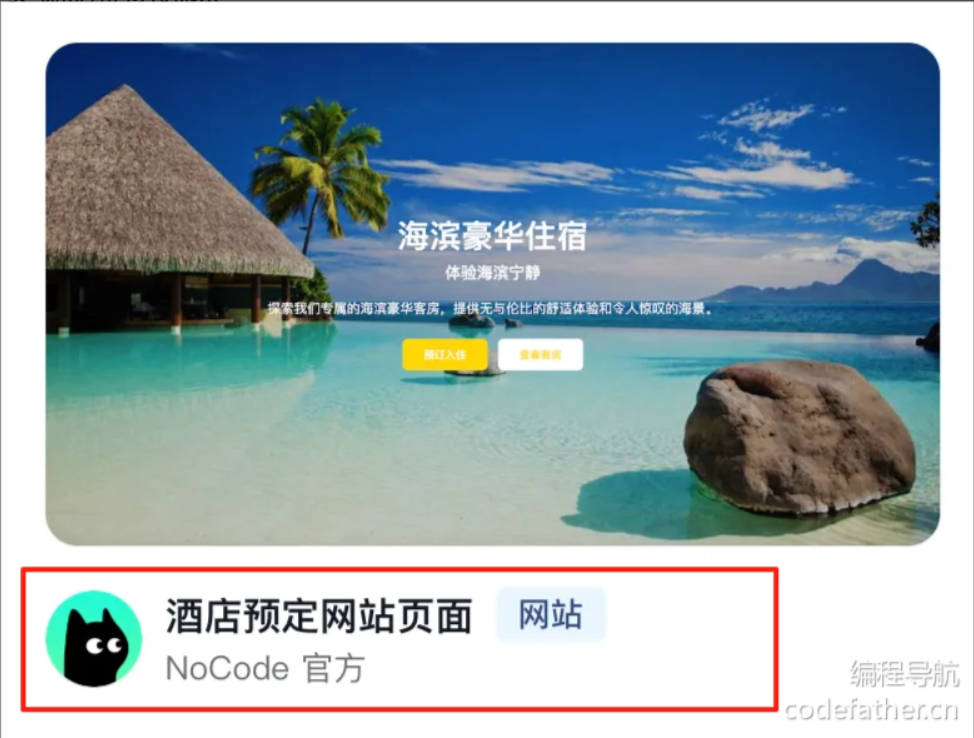 海滨豪华住宿
体验海滨宁静
探索我们专属的海滨豪华客房，提供无与伦比的舒适体验和令人惊叹的海景。
预订入住 查看客房
酒店预定网站页面 网站
NoCode 官方
编程导航
codefather.cn